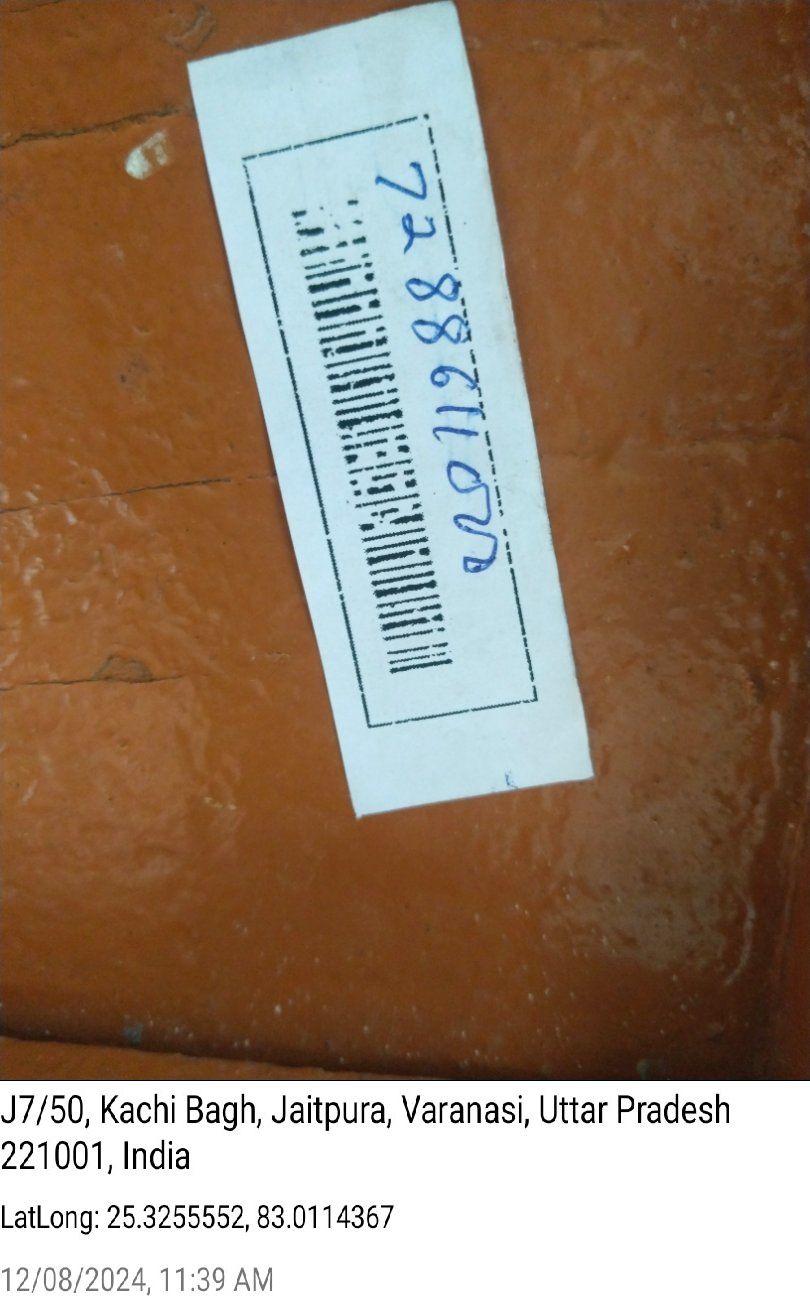 J7/50, Kachi Bagh, Jaitpura, Varanasi, Uttar Pradesh
221001, India
LatLong: 25.3255552, 83.0114367
12/08/2024, 11:39 AM